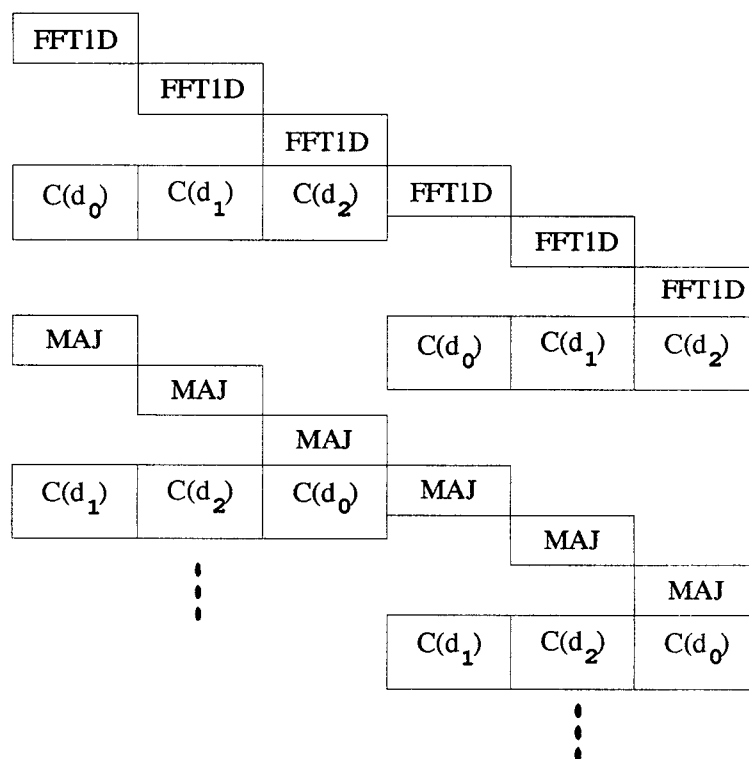 FFT1D
FFT1D
FFT1D
C(d0) C(d1) C(d2) FFT1D
FFT1D
FFT1D
MAJ C(d0) C(d1) C(d2)
MAJ
MAJ
C(d1) C(d2) C(d0) MAJ
MAJ
MAJ
C(d1) C(d2) C(d0)